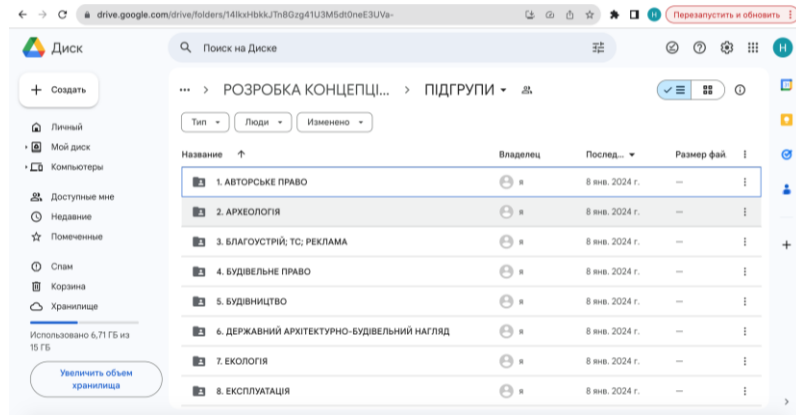 drive.google.com/drive/folders/14lkxHbkkJTn8Gzg41U3M5dt0neE3UVa-
Н
Перезапустить и обновить
Диск
Поиск на Диске
Н
Создать
... > РОЗРОБКА КОНЦЕПЦІ... > ПІДГРУПИ
Личный
Мой диск
Компьютеры
Доступные мне
Недавние
Помеченные
Спам
Корзина
Хранилище
Использовано 6,71 ГБ из
15 ГБ
Увеличить объем
хранилища
Тип Люди Изменено
Название Владелец Послед... Размер фай
1. АВТОРСЬКЕ ПРАВО я 8 янв. 2024 г. —
2. АРХЕОЛОГІЯ я 8 янв. 2024 г. —
3. БЛАГОУСТРІЙ; ТС; РЕКЛАМА я 8 янв. 2024 г. —
4. БУДІВЕЛЬНЕ ПРАВО я 8 янв. 2024 г. —
5. БУДІВНИЦТВО я 8 янв. 2024 г. —
6. ДЕРЖАВНИЙ АРХІТЕКТУРНО-БУДІВЕЛЬНИЙ НАГЛЯД я 8 янв. 2024 г. —
7. ЕКОЛОГІЯ я 8 янв. 2024 г. —
8. ЕКСПЛУАТАЦІЯ я 8 янв. 2024 г. —